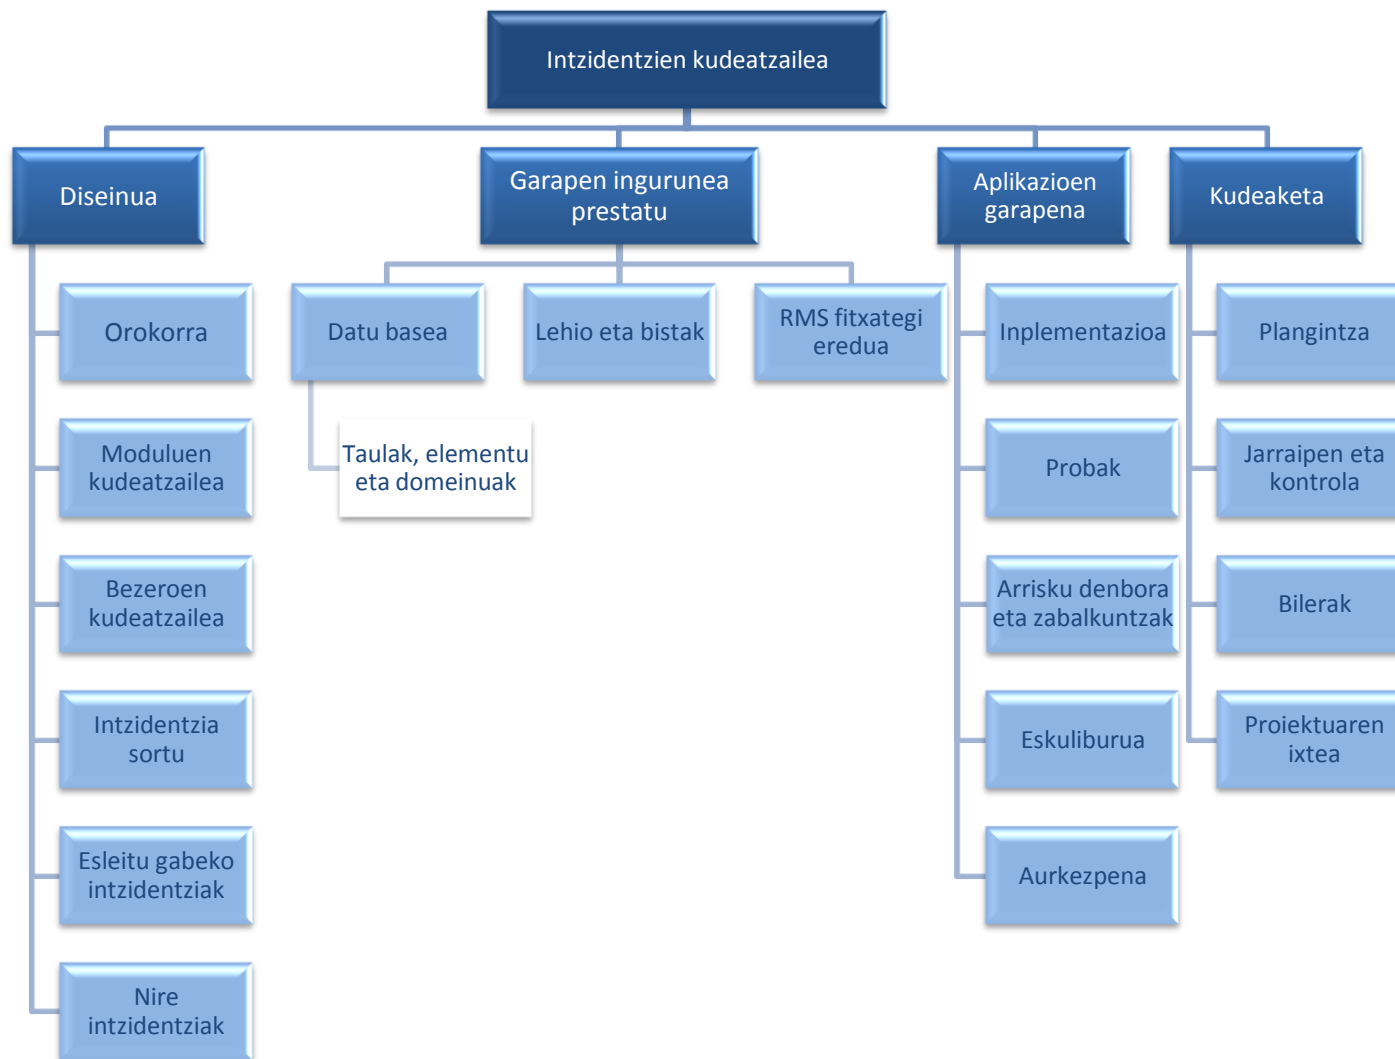 Intzidentzien kudeatzailea
Diseinua
Garapen ingurunea
prestatu
Aplikazioen
garapena
Kudeaketa
Orokorra
Moduluen
kudeatzailea
Bezeroen
kudeatzailea
Intzidentzia
sortu
Esleitu gabeko
intzidentziak
Nire
intzidentziak
Datu basea
Taulak, elementu
eta domeinuak
Lehio eta bistak
RMS fitxategi
eredua
Inplementazioa
Probak
Arrisku denbora
eta zabalkuntzak
Eskuliburua
Aurkezpena
Plangintza
Jarraipen eta
kontrola
Bilerak
Proiektuaren
ixtea